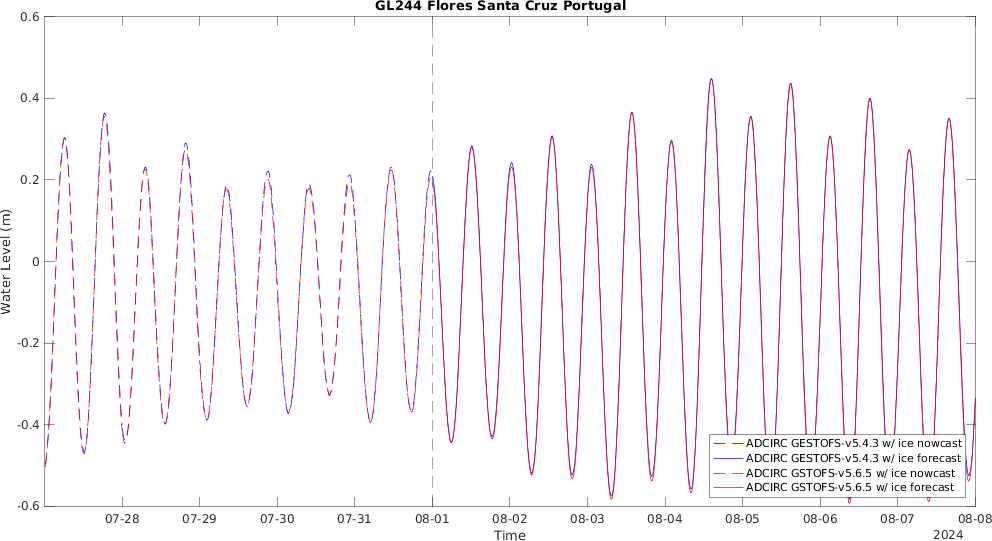 GL244 Flores Santa Cruz Portugal
0.6
0.4
0.2
0
-0.2
-0.4
-0.6
Water Level (m)
ADCIRC GESTOFS-v5.4.3 w/ ice nowcast
ADCIRC GESTOFS-v5.4.3 w/ ice forecast
ADCIRC GSTOFS-v5.6.5 w/ ice nowcast
ADCIRC GSTOFS-v5.6.5 w/ ice forecast
07-28 07-29 07-30 07-31 08-01 08-02 08-03 08-04 08-05 08-06 08-07 08-08
Time
2024